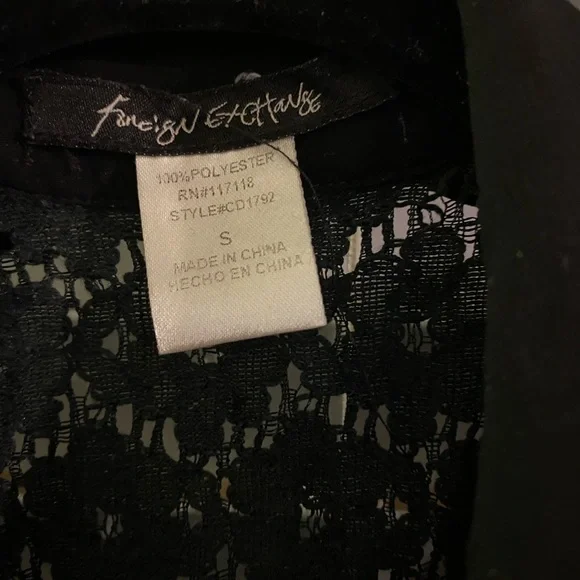 FOREIGN EXCHANGE
100%POLYESTER
RN#117118
STYLE#CD1792
S
MADE IN CHINA
HECHO EN CHINA